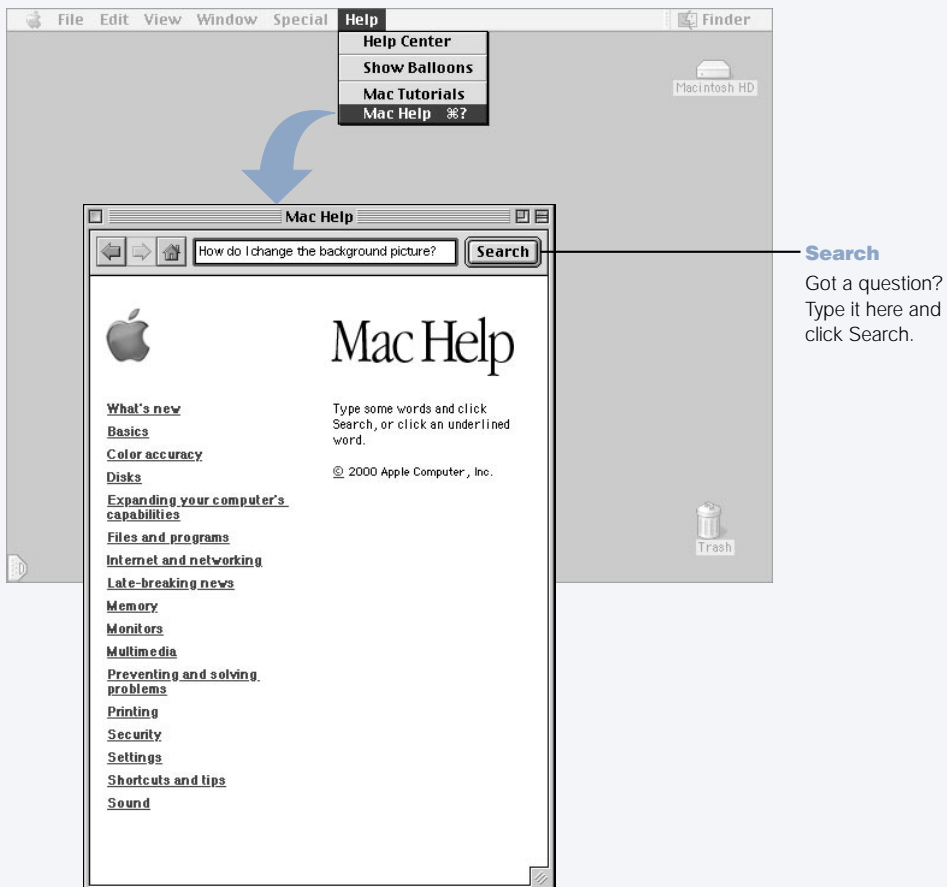 File Edit View Window Special Help Finder
Help Center
Show Balloons
Mac Tutorials
Mac Help ⌘?
Macintosh HD
Mac Help
How do I change the background picture? Search
Search
Got a question?
Type it here and
click Search.
Mac Help
What's new
Basics
Color accuracy
Disks
Expanding your computer's
capabilities
Files and programs
Internet and networking
Late-breaking news
Memory
Monitors
Multimedia
Preventing and solving
problems
Printing
Security
Settings
Shortcuts and tips
Sound
Type some words and click
Search, or click an underlined
word.
© 2000 Apple Computer, Inc.
Trash